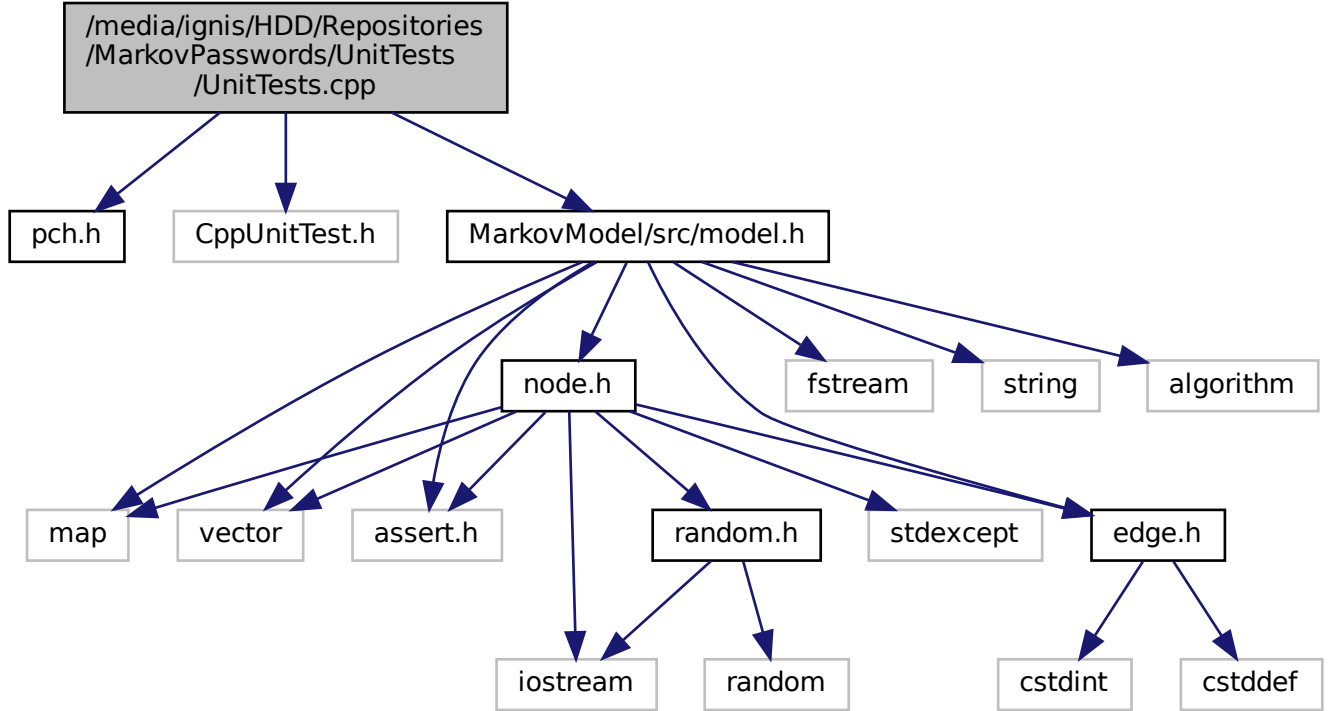 /media/ignis/HDD/Repositories
/MarkovPasswords/UnitTests
/UnitTests.cpp
pch.h
CppUnitTest.h
MarkovModel/src/model.h
node.h
fstream
string
algorithm
map
vector
assert.h
random.h
stdexcept
edge.h
iostream
random
cstdint
cstddef